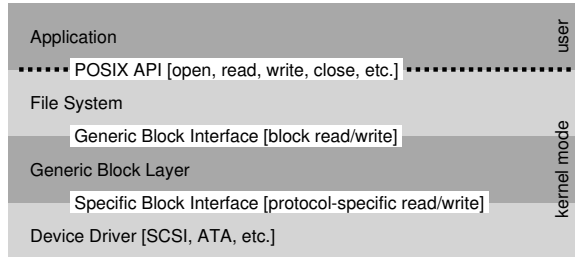 Application
POSIX API [open, read, write, close, etc.]
File System
Generic Block Interface [block read/write]
Generic Block Layer
Specific Block Interface [protocol-specific read/write]
Device Driver [SCSI, ATA, etc.]
user
kernel mode